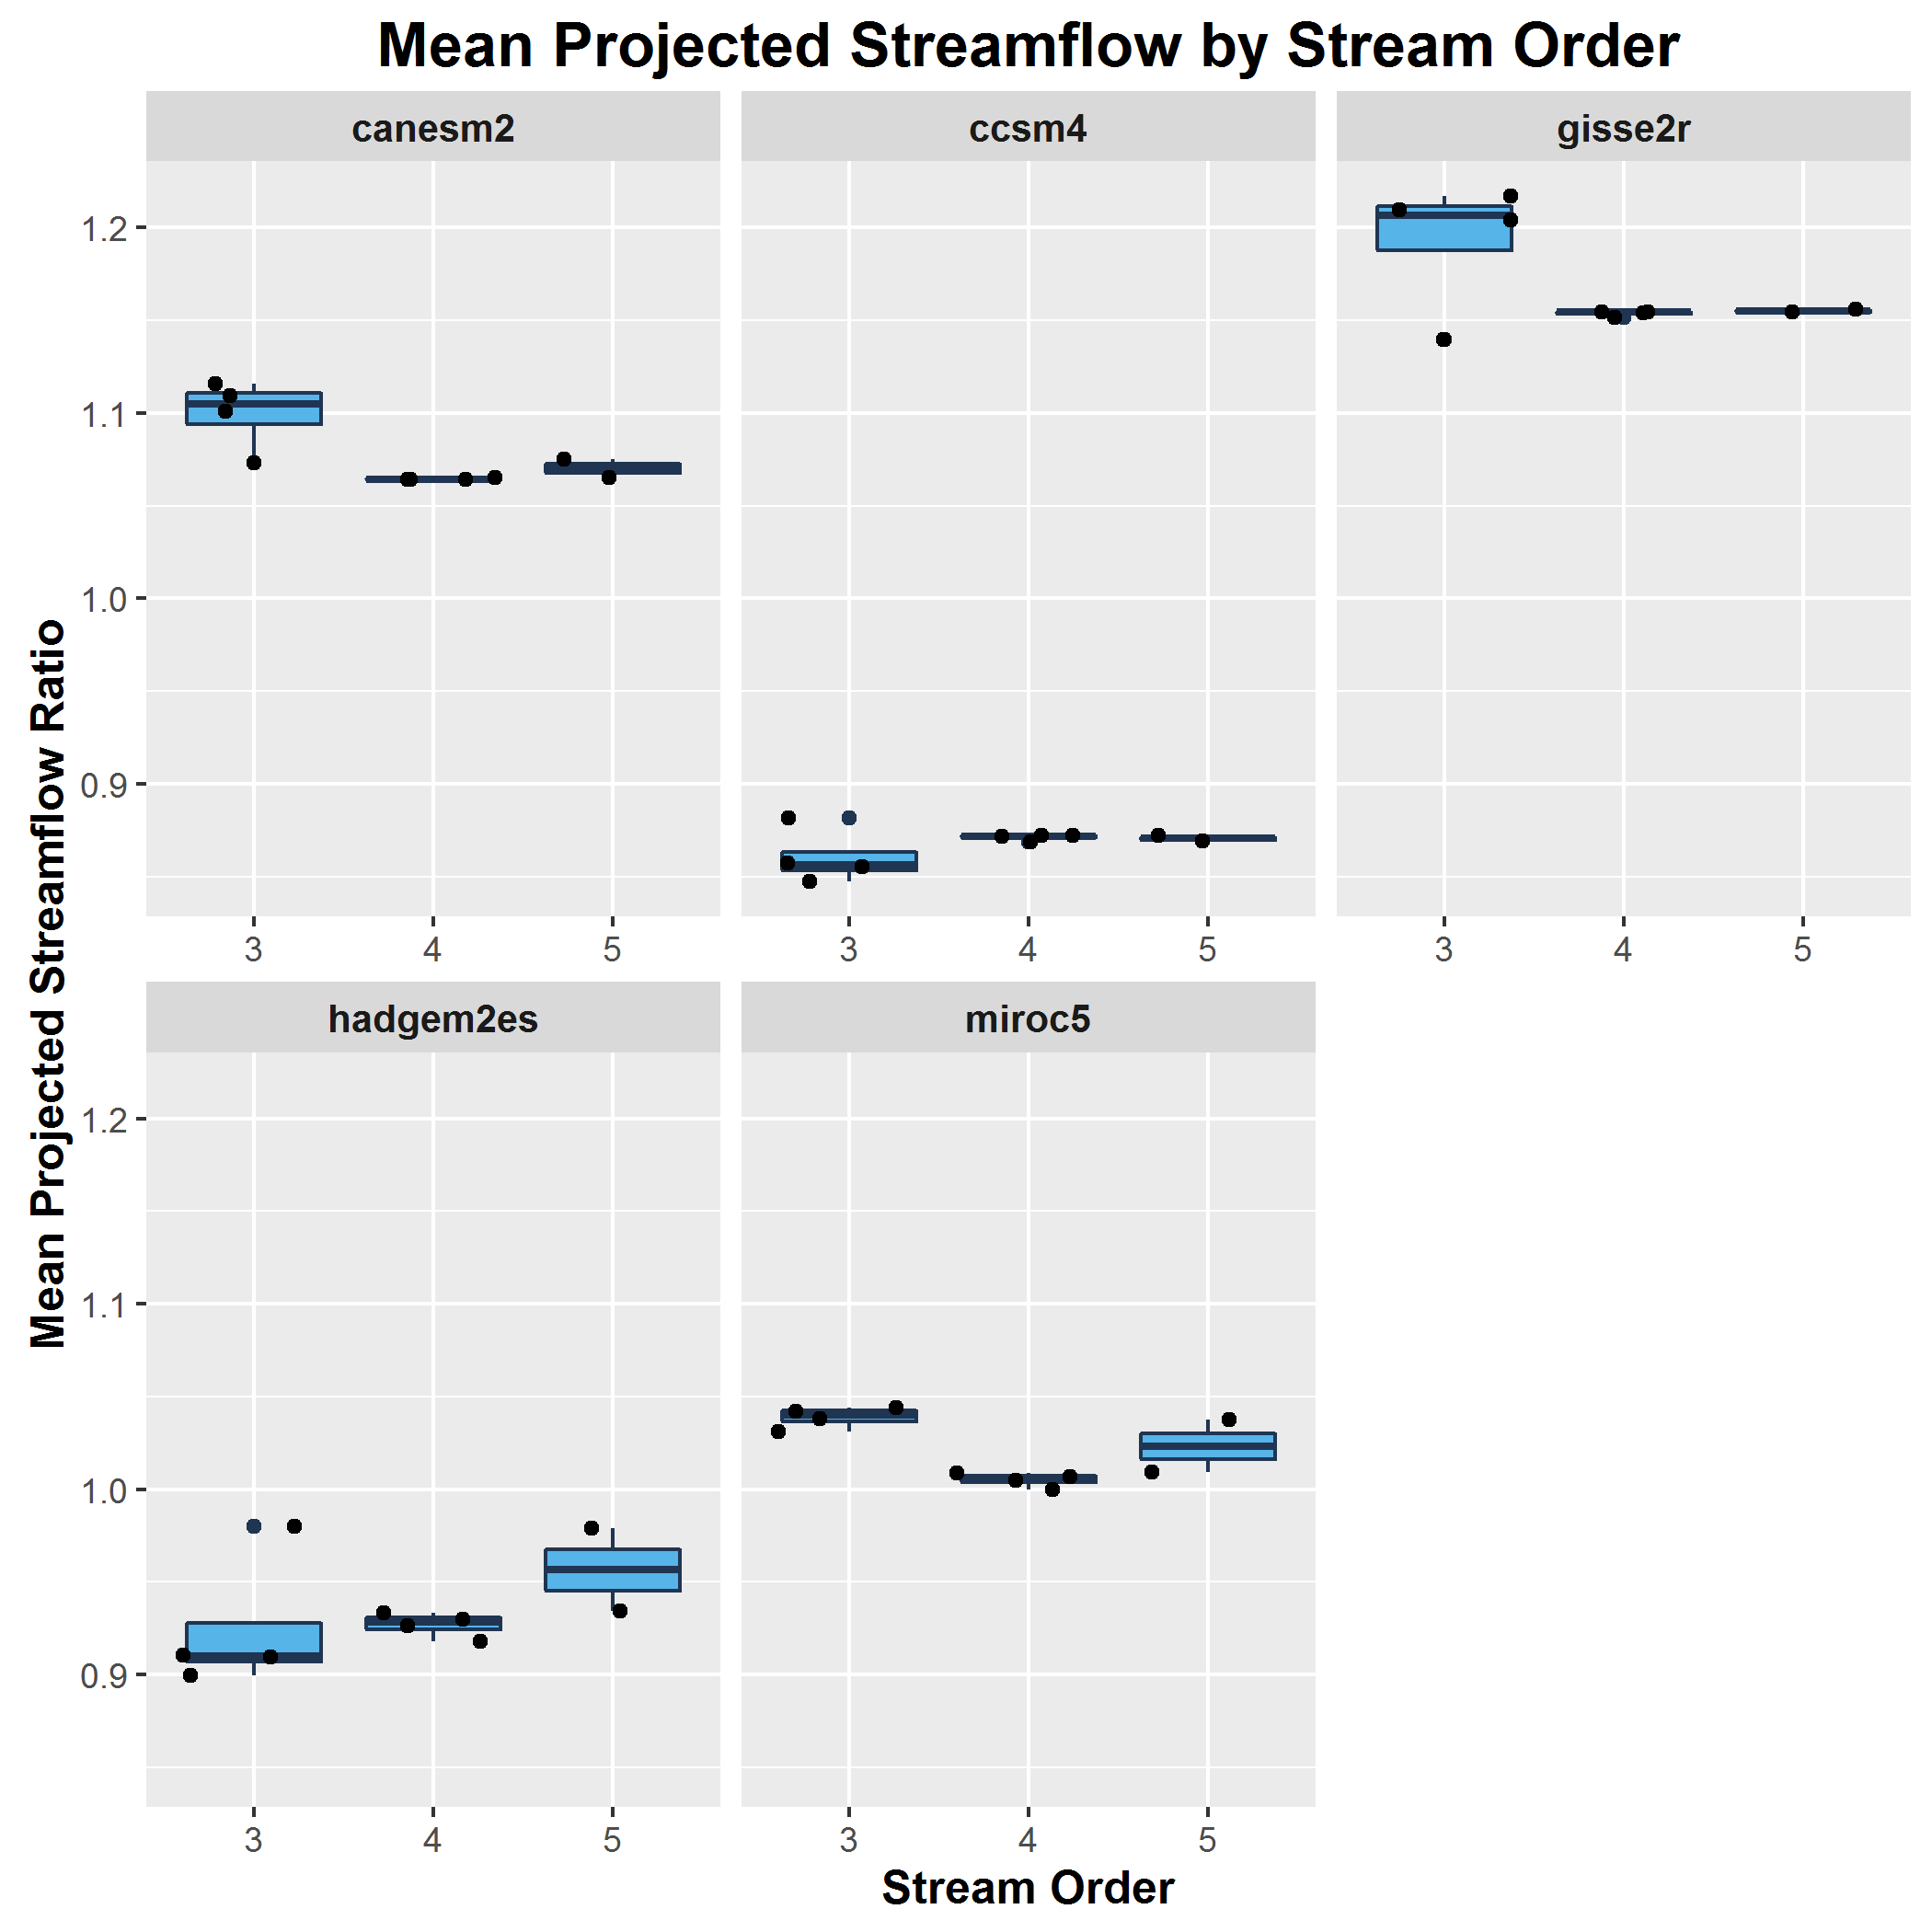 Mean Projected Streamflow by Stream Order
canesm2
ccsm4
gisse2r
1.2
1.1
1.0
0.9
3 4 5
3 4 5
3 4 5
Mean Projected Streamflow Ratio
hadgem2es
miroc5
1.2
1.1
1.0
0.9
3 4 5
3 4 5
Stream Order